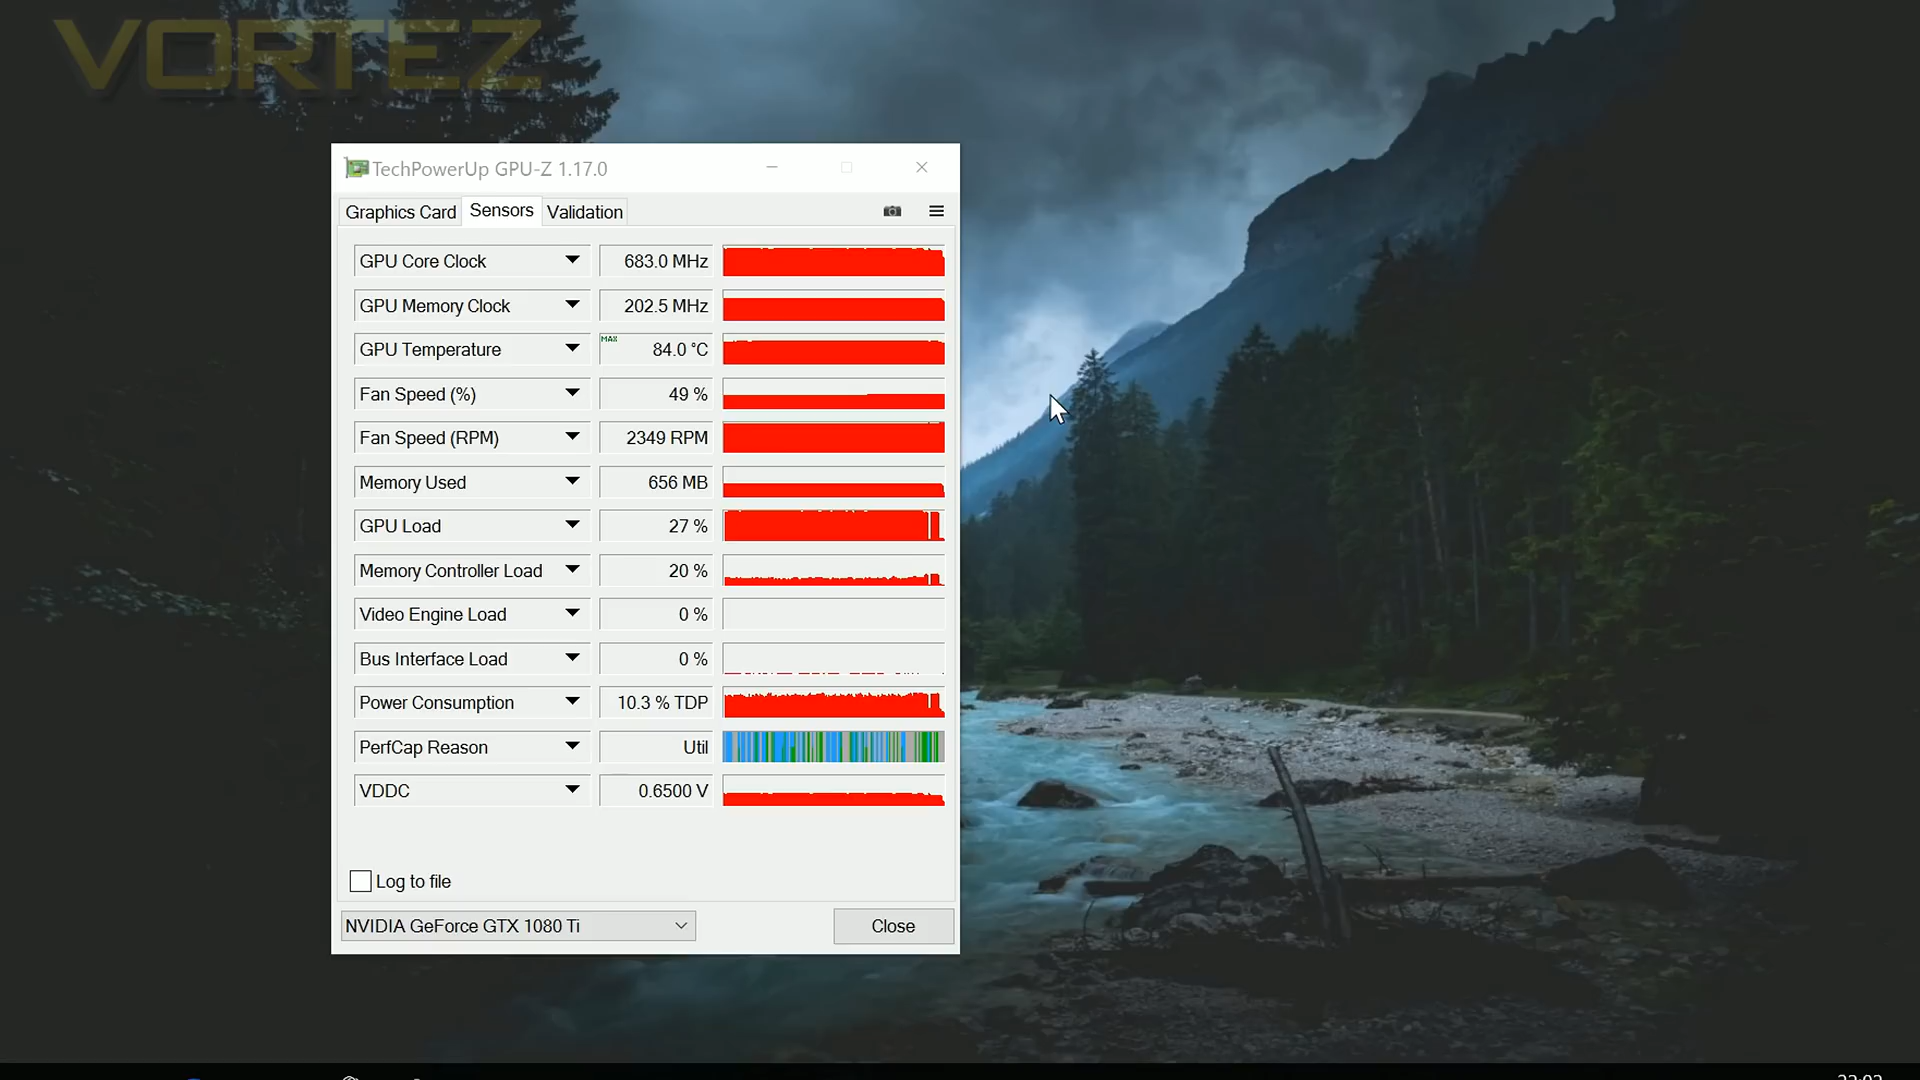 VORTEZ
TechPowerUp GPU-Z 1.17.0
Graphics Card Sensors Validation
GPU Core Clock 683.0 MHz
GPU Memory Clock 202.5 MHz
GPU Temperature MAX 84.0 °C
Fan Speed (%) 49 %
Fan Speed (RPM) 2349 RPM
Memory Used 656 MB
GPU Load 27 %
Memory Controller Load 20 %
Video Engine Load 0 %
Bus Interface Load 0 %
Power Consumption 10.3 % TDP
PerfCap Reason Util
VDDC 0.6500 V
Log to file
NVIDIA GeForce GTX 1080 Ti Close